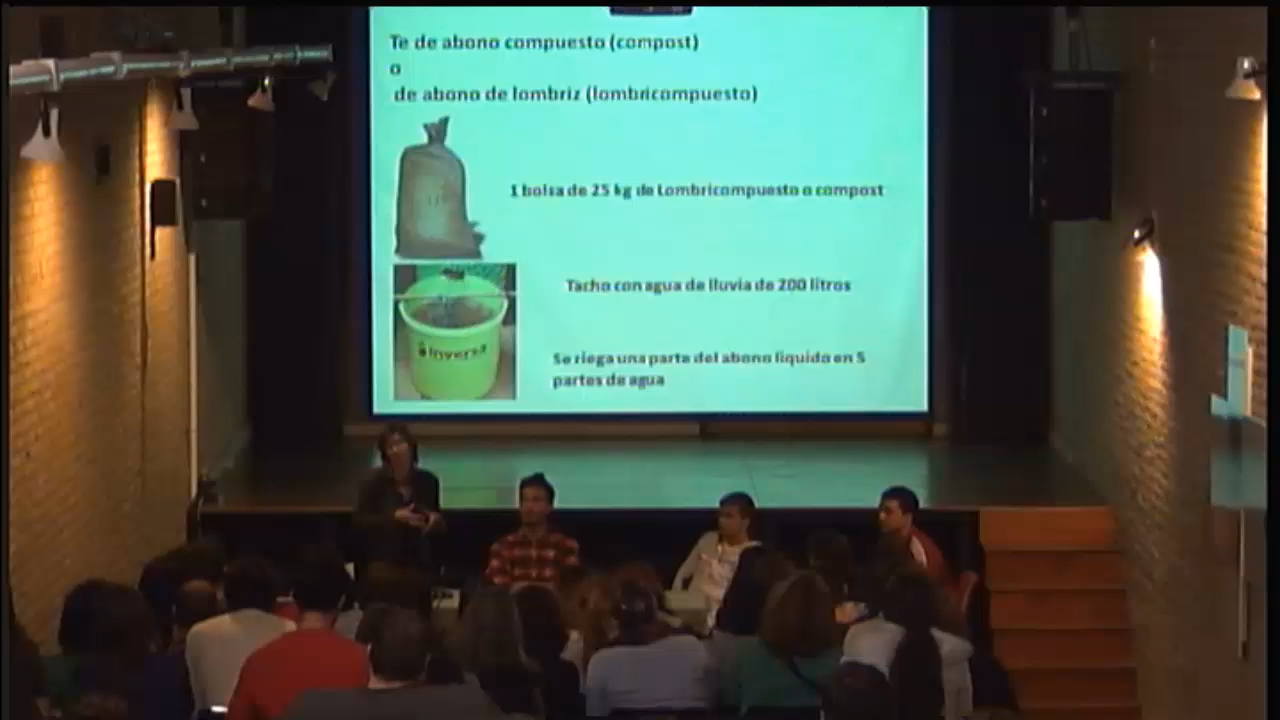 Te de abono compuesto (compost)
o
de abono de lombriz (lombricompuesto)
1 bolsa de 25 kg de Lombricompuesto o compost
Tacho con agua de lluvia de 200 litros
Inversa
Se riega una parte del abono liquido en 5
partes de agua